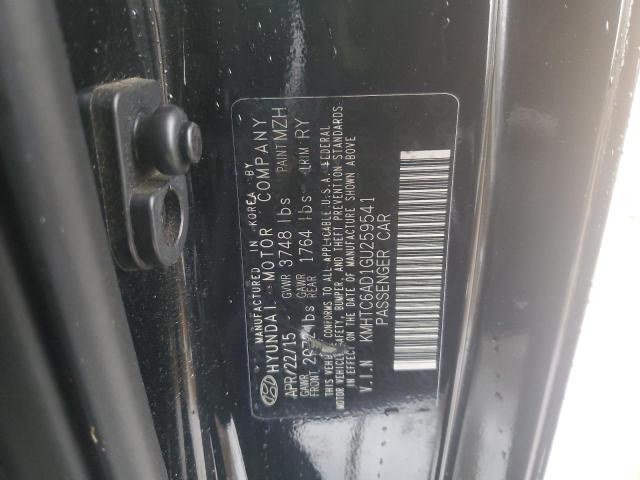 MANUFACTURED IN KOREA BY
HYUNDAI MOTOR COMPANY
APR/22/15 GVWR 3748 lbs PAINT MZH
GAWR FRONT lbs GAWR REAR 1764 lbs TRIM RY
THIS VEHICLE CONFORMS TO ALL APPLICABLE U.S.A. FEDERAL
MOTOR VEHICLE SAFETY, BUMPER, AND THEFT PREVENTION STANDARDS
IN EFFECT ON THE DATE OF MANUFACTURE SHOWN ABOVE
V.I.N KMHTC6AD1GU259541
PASSENGER CAR